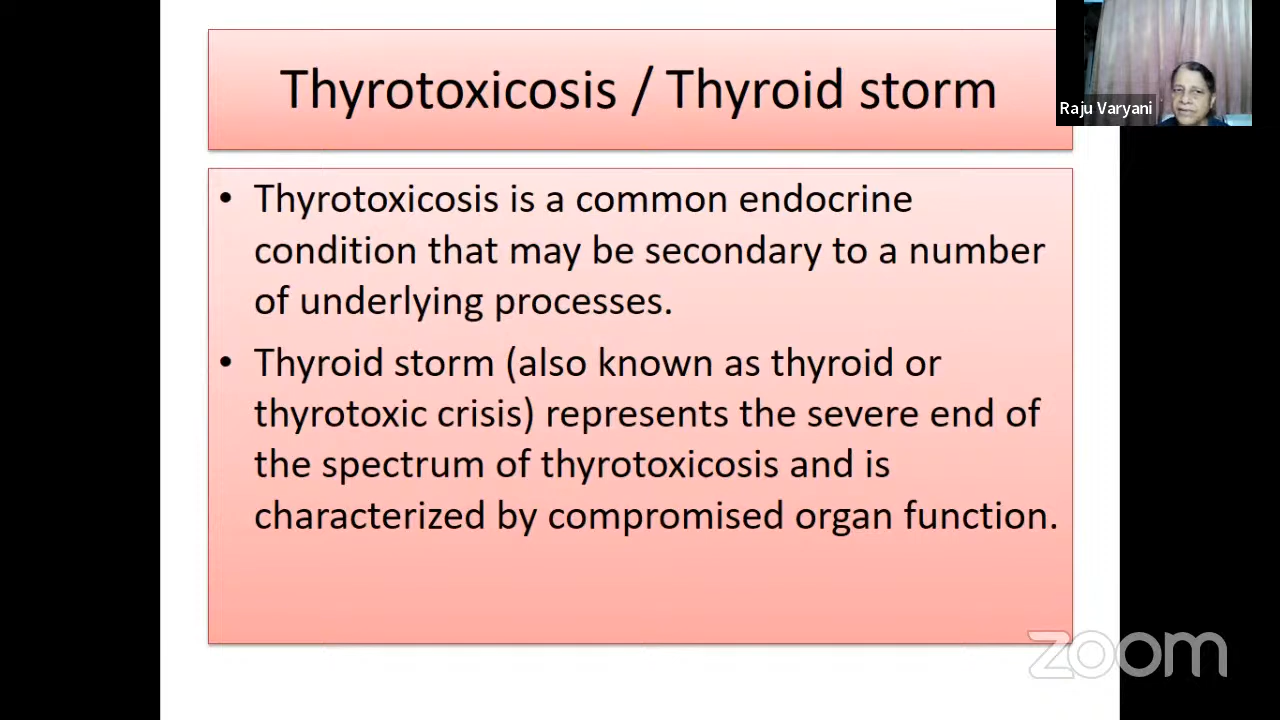 Thyrotoxicosis / Thyroid storm
Raju Varyani
• Thyrotoxicosis is a common endocrine
condition that may be secondary to a number
of underlying processes.
• Thyroid storm (also known as thyroid or
thyrotoxic crisis) represents the severe end of
the spectrum of thyrotoxicosis and is
characterized by compromised organ function.
zoom